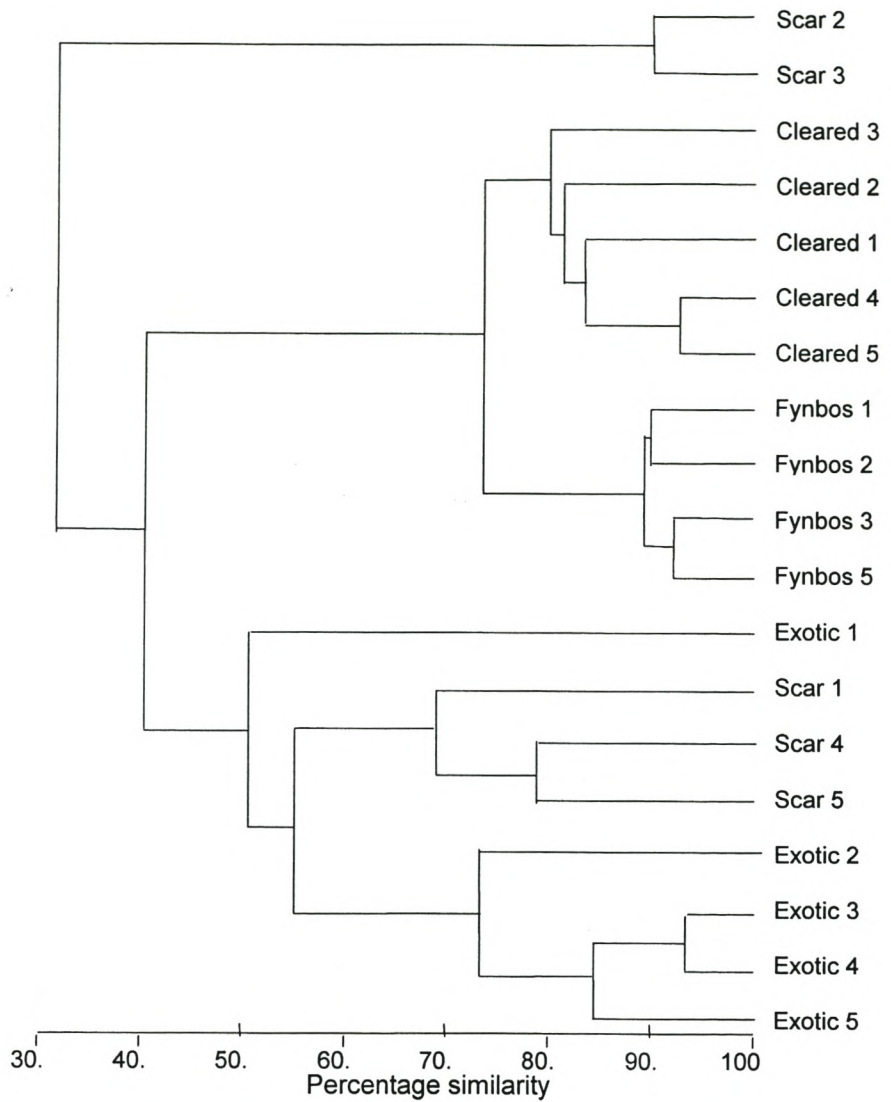 Scar 2
Scar 3
Cleared 3
Cleared 2
Cleared 1
Cleared 4
Cleared 5
Fynbos 1
Fynbos 2
Fynbos 3
Fynbos 5
Exotic 1
Scar 1
Scar 4
Scar 5
Exotic 2
Exotic 3
Exotic 4
Exotic 5
30. 40. 50. 60. 70. 80. 90. 100
Percentage similarity